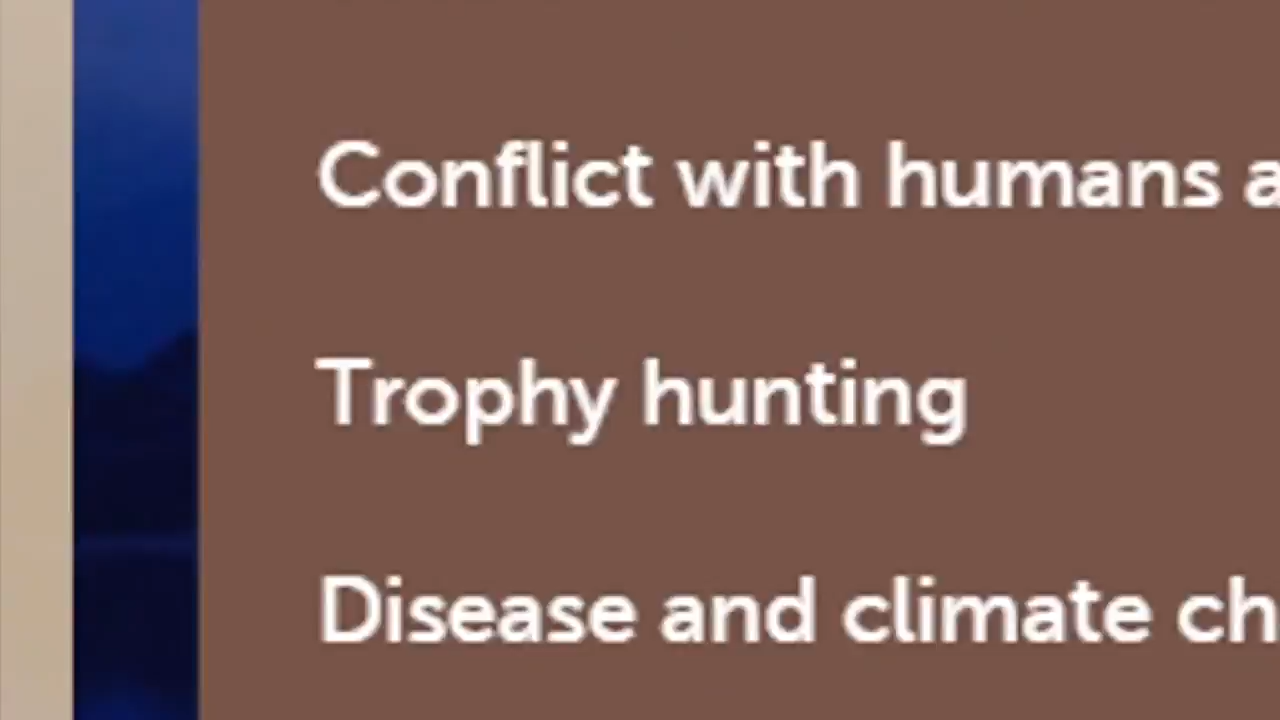 Conflict with humans a
Trophy hunting
Disease and climate ch